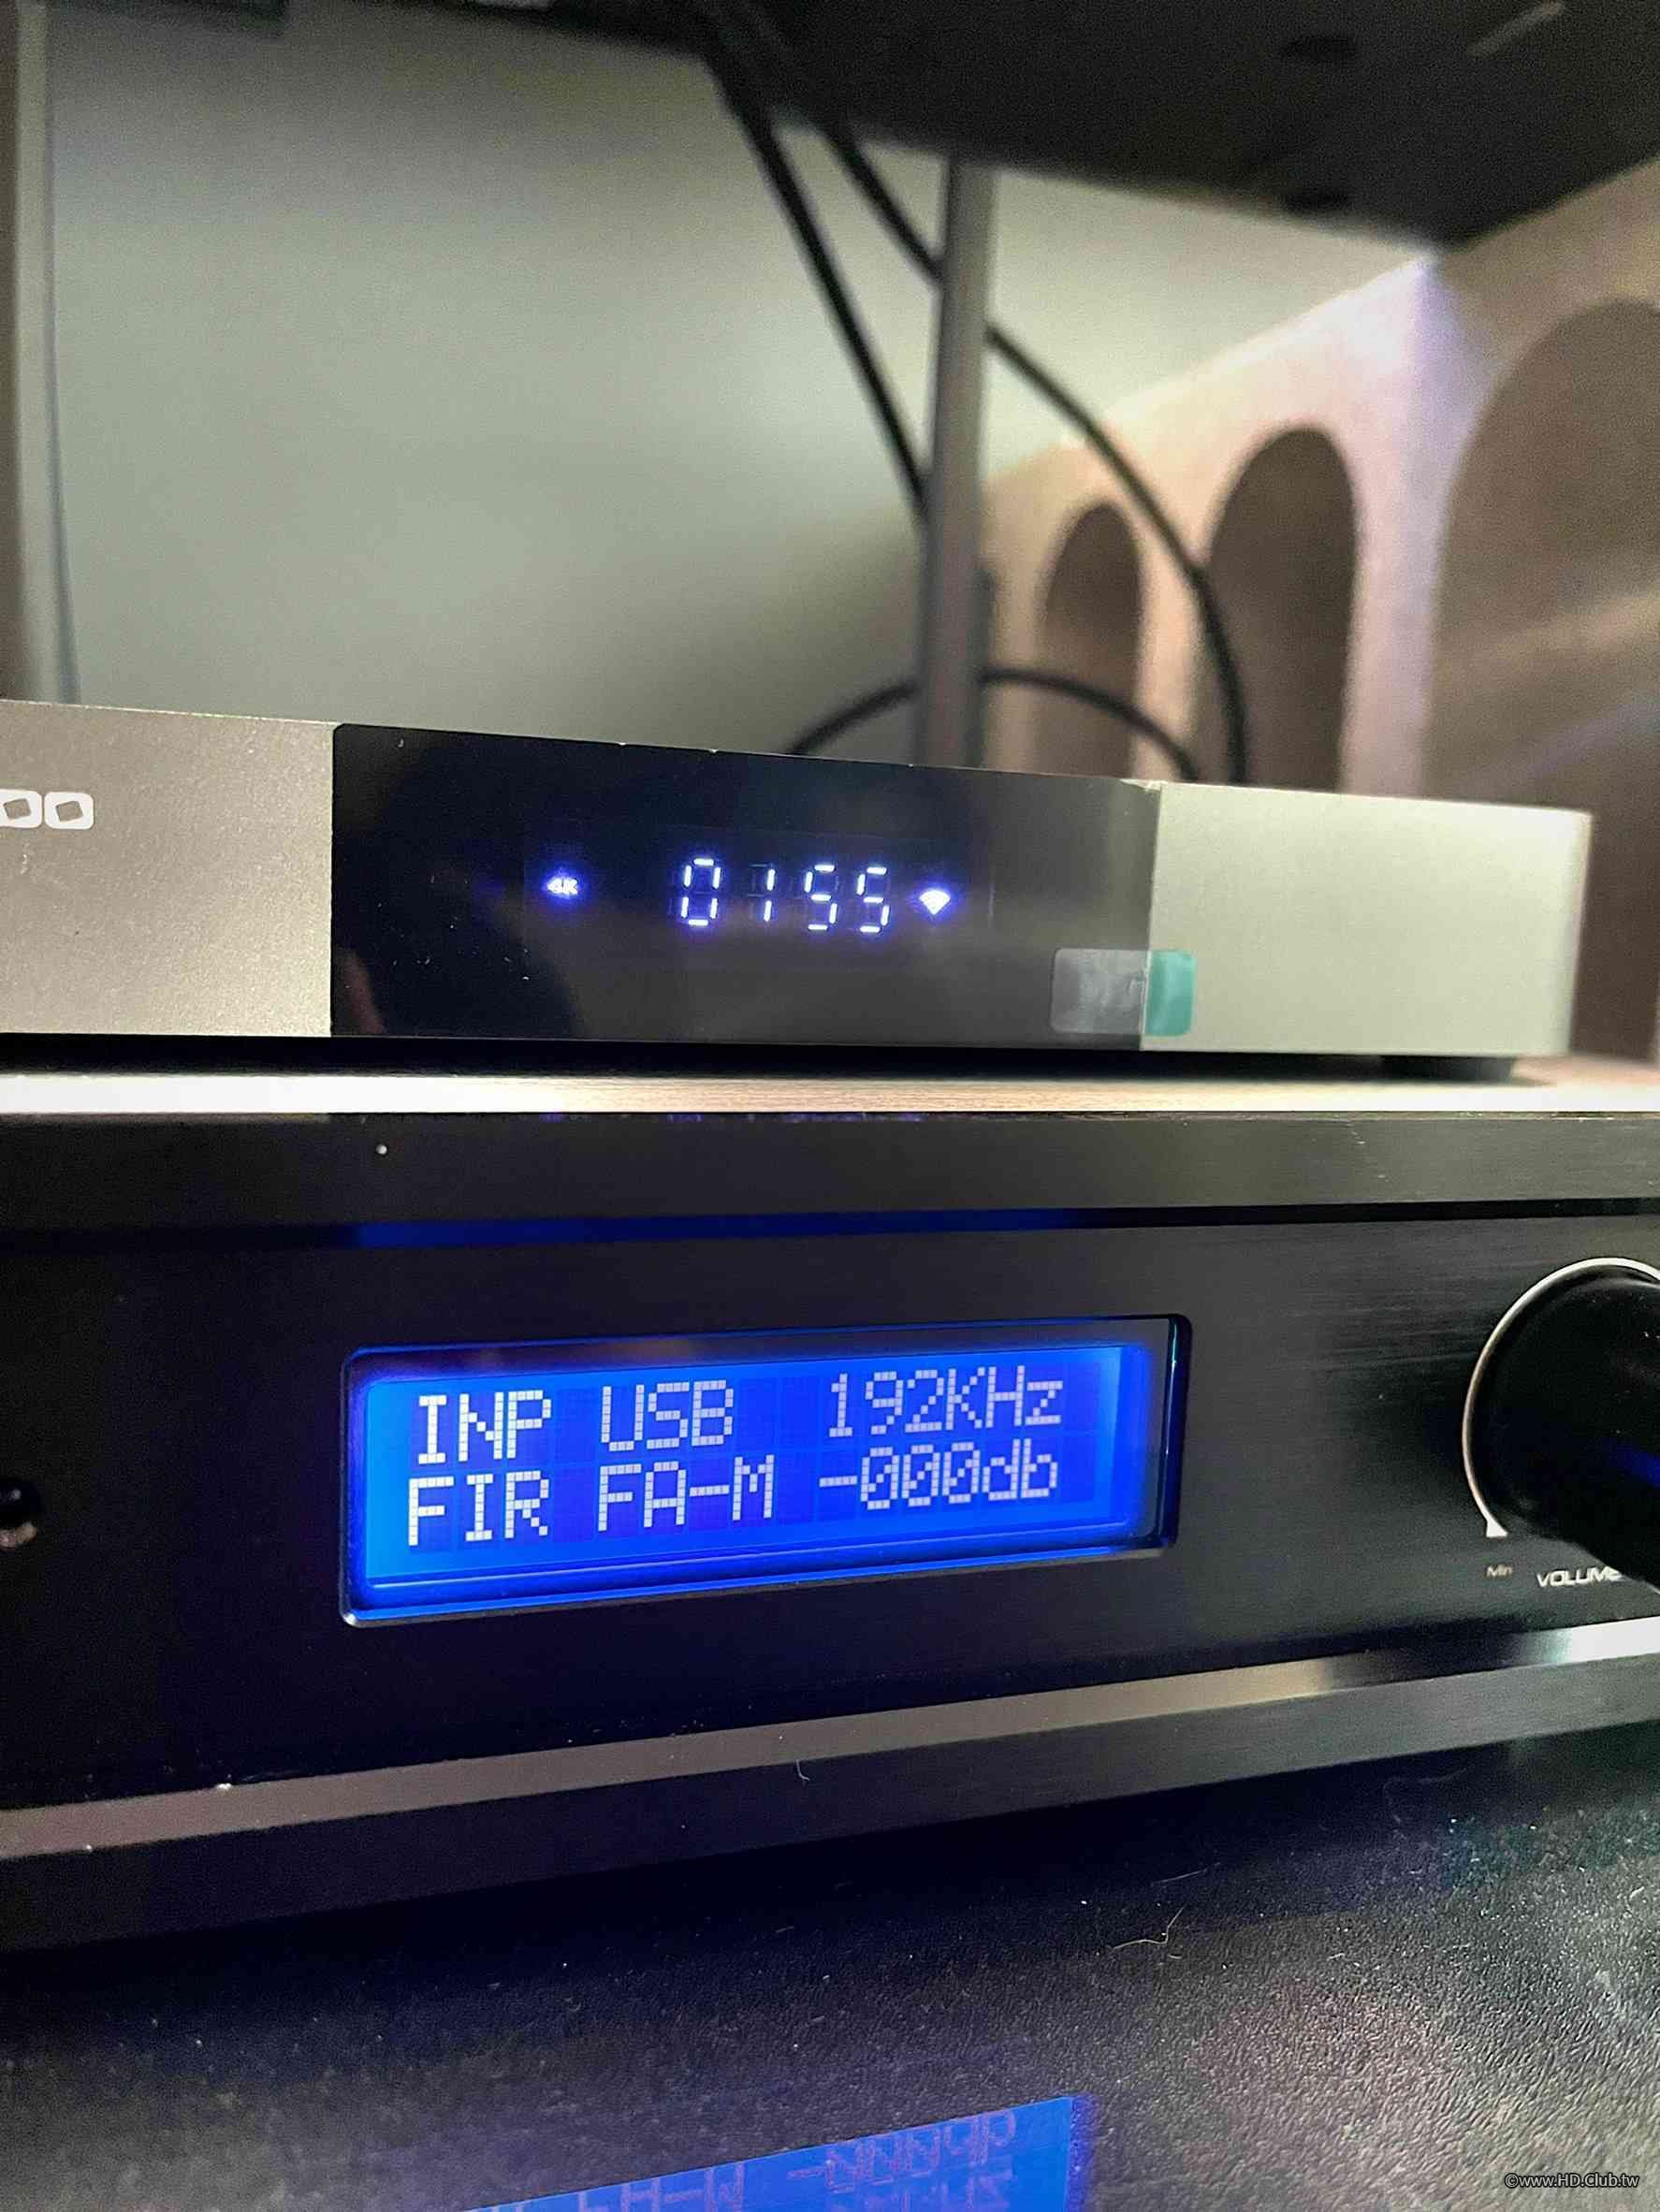 4K 0155
INP USB 192KHz
FIR FA-M -000db
Min VOLUME
©www.HD.Club.tw